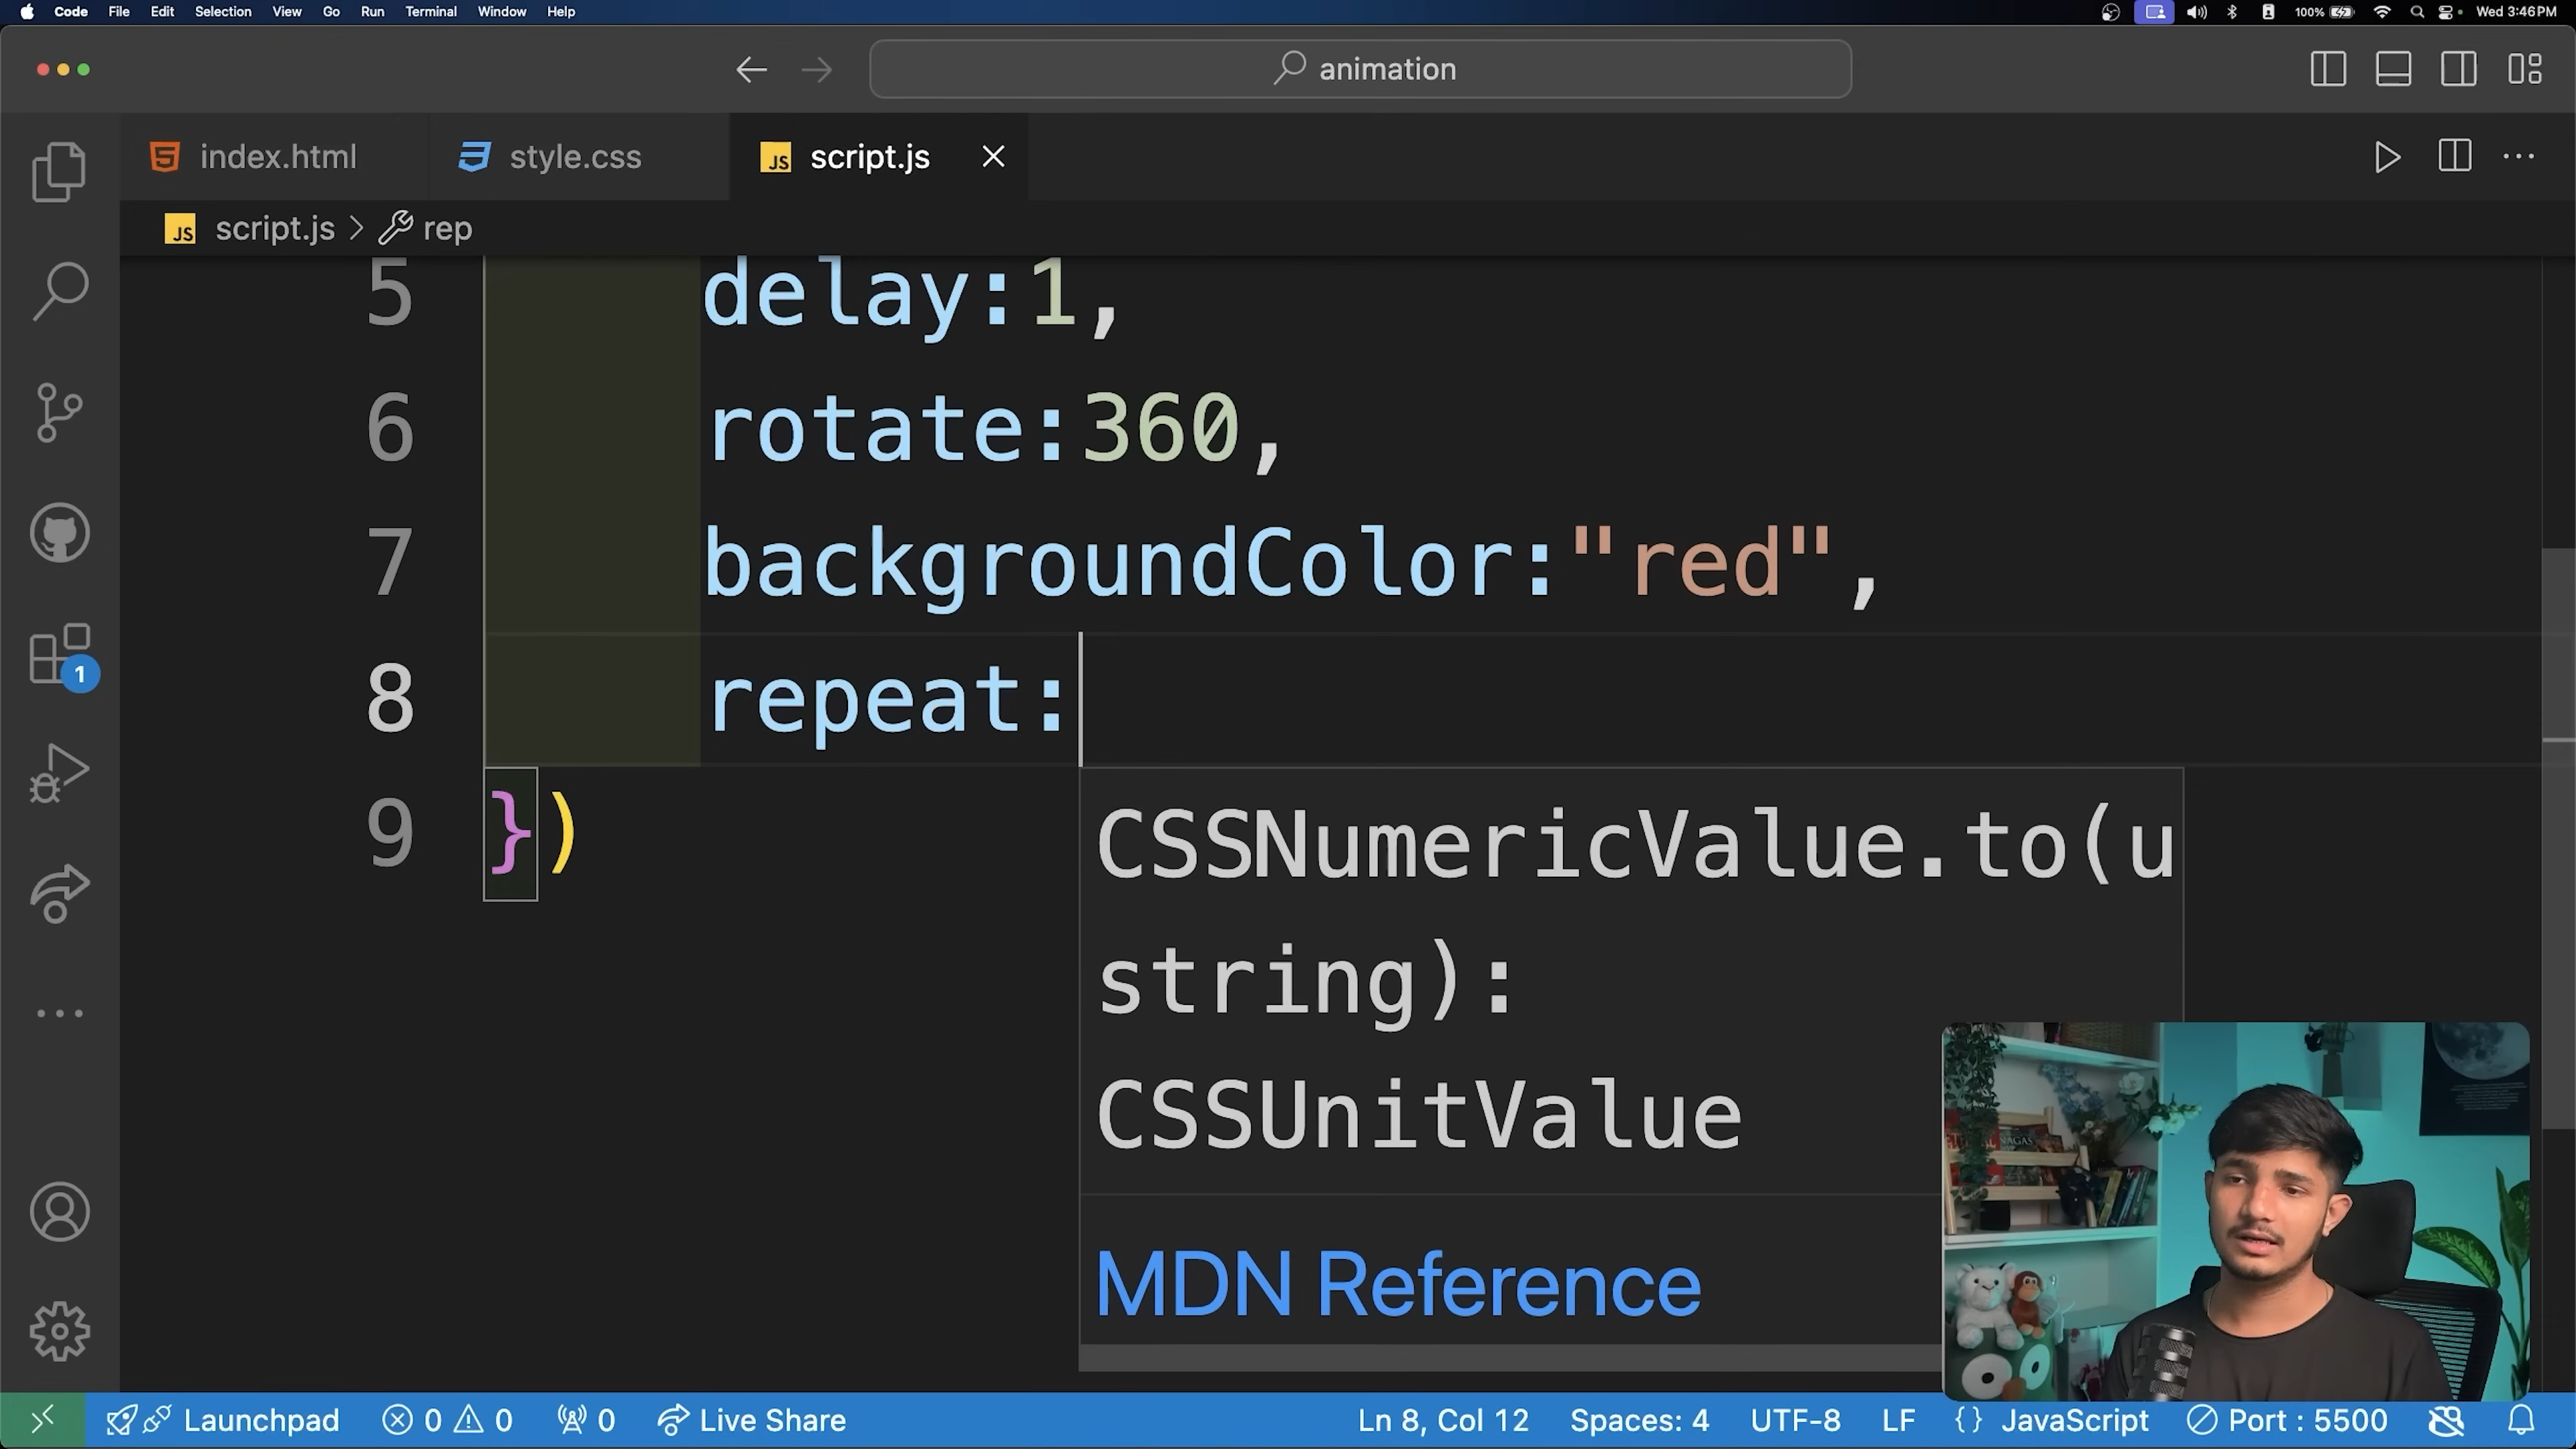 Code File Edit Selection View Go Run Terminal Window Help 100% Wed 3:46PM
animation
index.html style.css JS script.js
JS script.js > rep
5 delay:1,
6 rotate:360,
7 backgroundColor:"red",
8 repeat:
9 })
CSSNumericValue.to(u
string):
CSSUnitValue
MDN Reference
1
NAGAS
Launchpad 0 0 0 Live Share Ln 8, Col 12 Spaces: 4 UTF-8 LF {} JavaScript Port : 5500